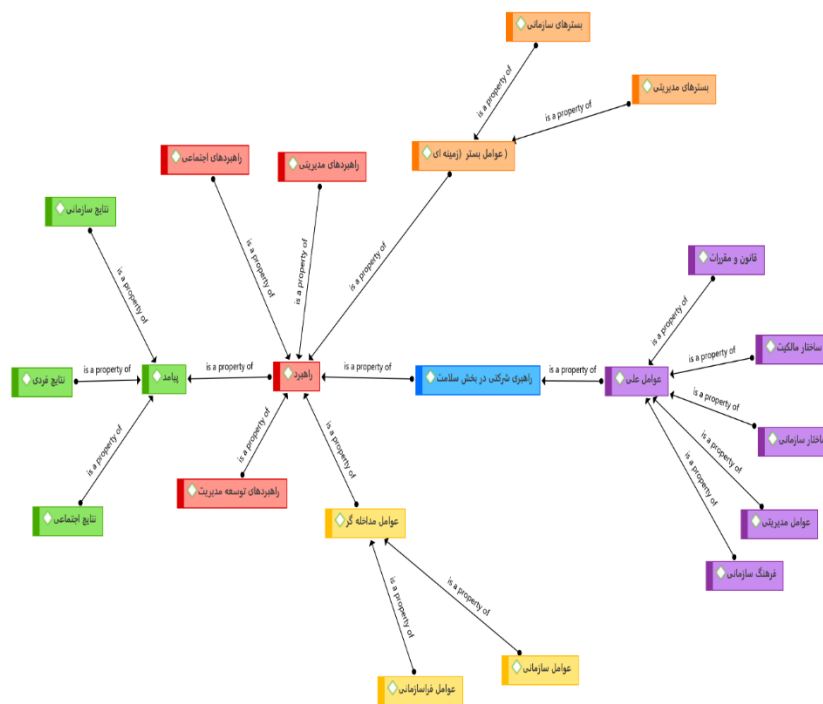 بسترهای سازمانی
is a property of
بسترهای مدیریتی
is a property of
( عوامل بستر (زمینه ای
راهبردهای اجتماعی
راهبردهای مدیریتی
is a property of
is a property of
is a property of
نتایج سازمانی
is a property of
قانون و مقررات
is a property of
ساختار مالکیت
is a property of
نتایج فردی
is a property of
پیامد
is a property of
راهبرد
is a property of
راهبری شرکتی در بخش سلامت
is a property of
عوامل علی
is a property of
ساختار سازمانی
is a property of
is a property of
عوامل مدیریتی
فرهنگ سازمانی
is a property of
نتایج اجتماعی
is a property of
راهبردهای توسعه مدیریت
is a property of
عوامل مداخله گر
is a property of
is a property of
عوامل سازمانی
عوامل فراسازمانی